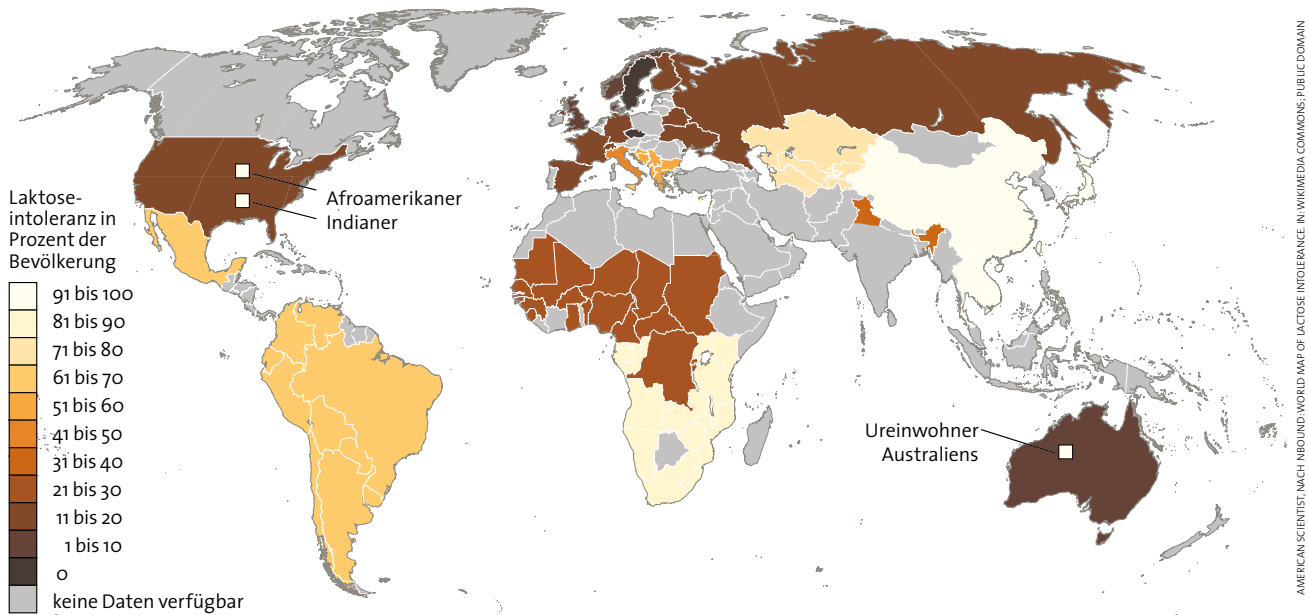 Afroamerikaner
Indianer
Laktose-
intoleranz in
Prozent der
Bevölkerung
91 bis 100
81 bis 90
71 bis 80
61 bis 70
51 bis 60
41 bis 50
31 bis 40
21 bis 30
11 bis 20
1 bis 10
0
keine Daten verfügbar
Ureinwohner
Australiens
AMERICAN SCIENTIST, NACH NBOUND:WORLD MAP OF LACTOSE INTOLERANCE. IN: WIKIMEDIA COMMONS; PUBLIC DOMAIN